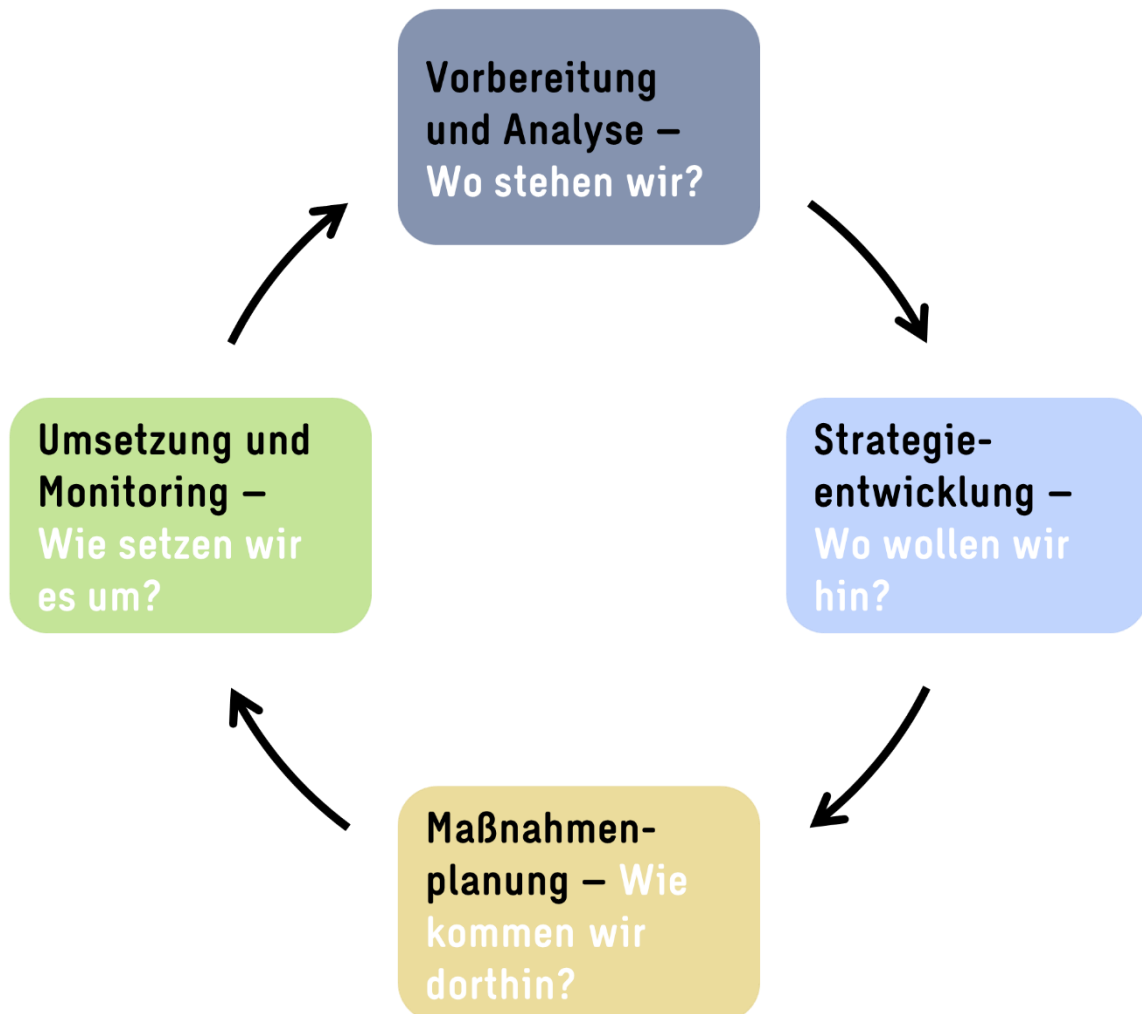 Vorbereitung
und Analyse –
Wo stehen wir?
Strategie-
entwicklung –
Wo wollen wir
hin?
Maßnahmen-
planung – Wie
kommen wir
dorthin?
Umsetzung und
Monitoring –
Wie setzen wir
es um?